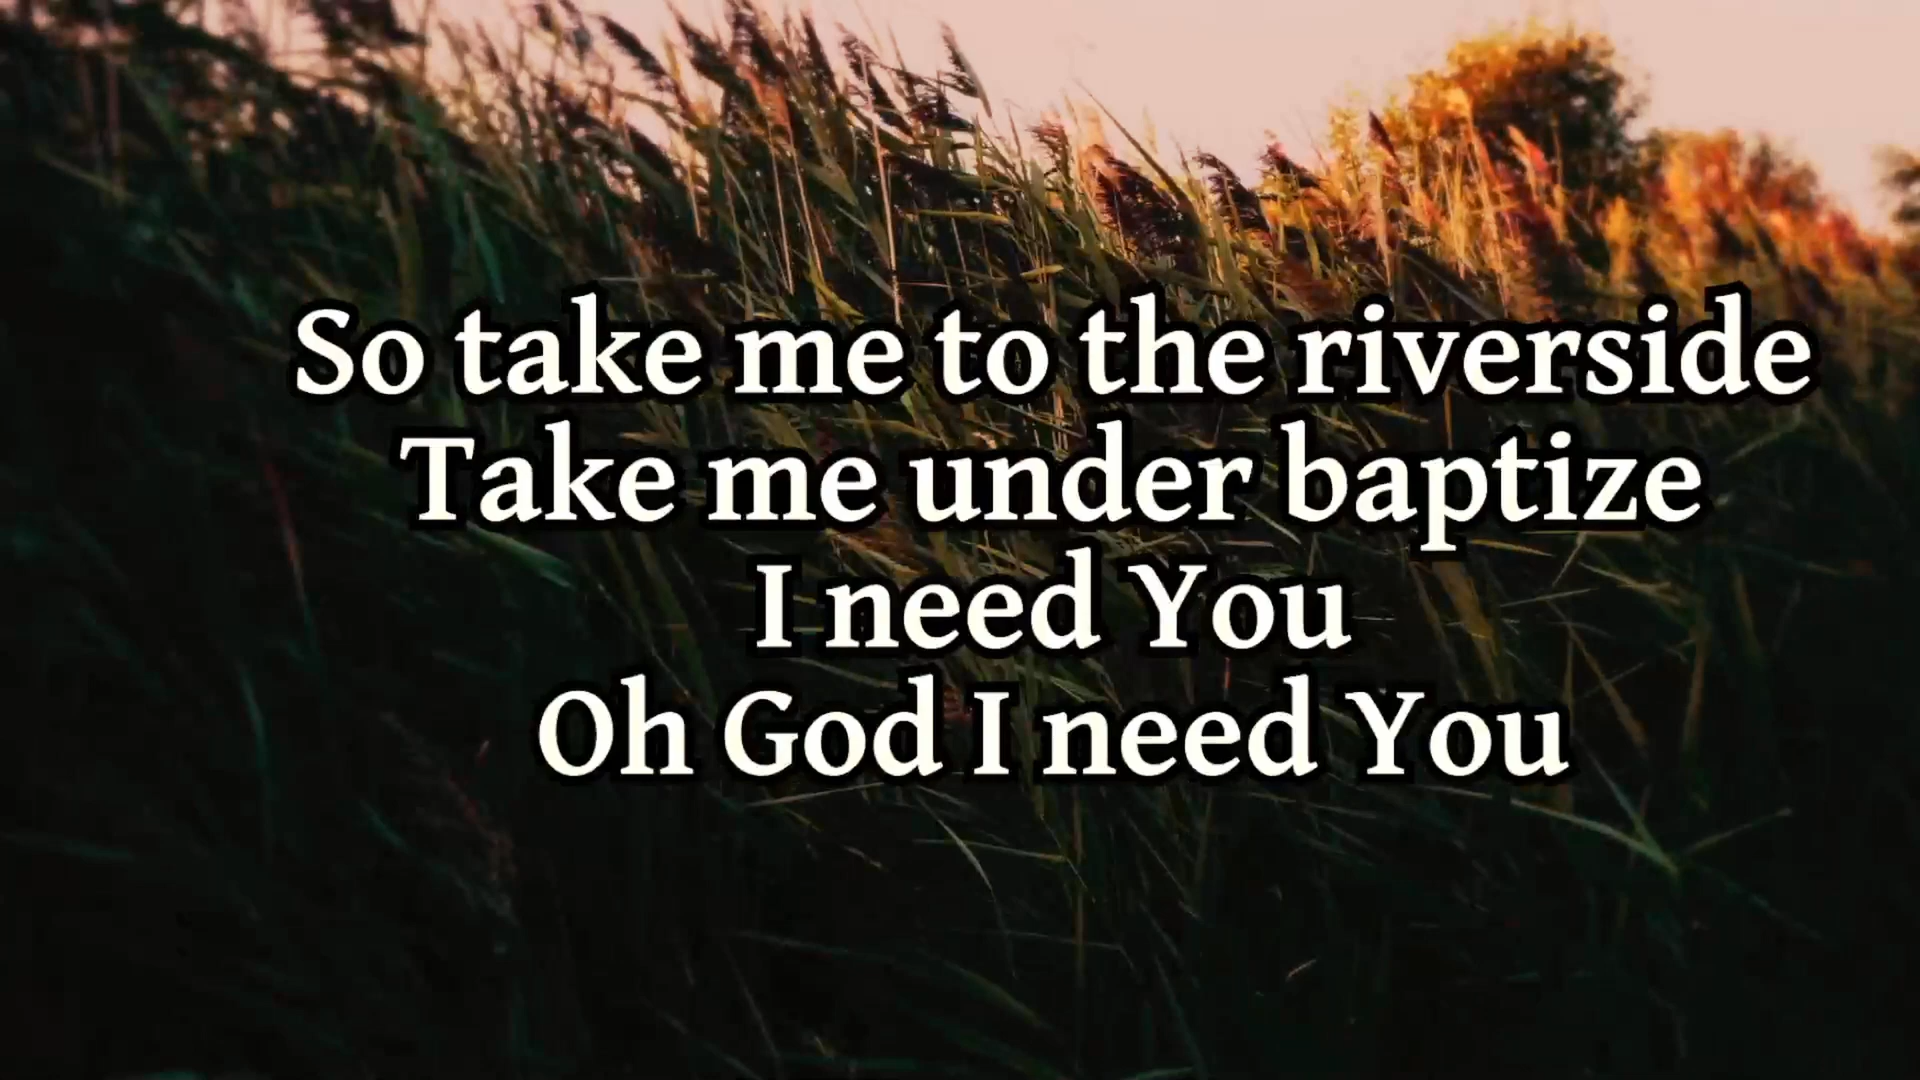 So take me to the riverside
Take me under baptize
I need You
Oh God I need You